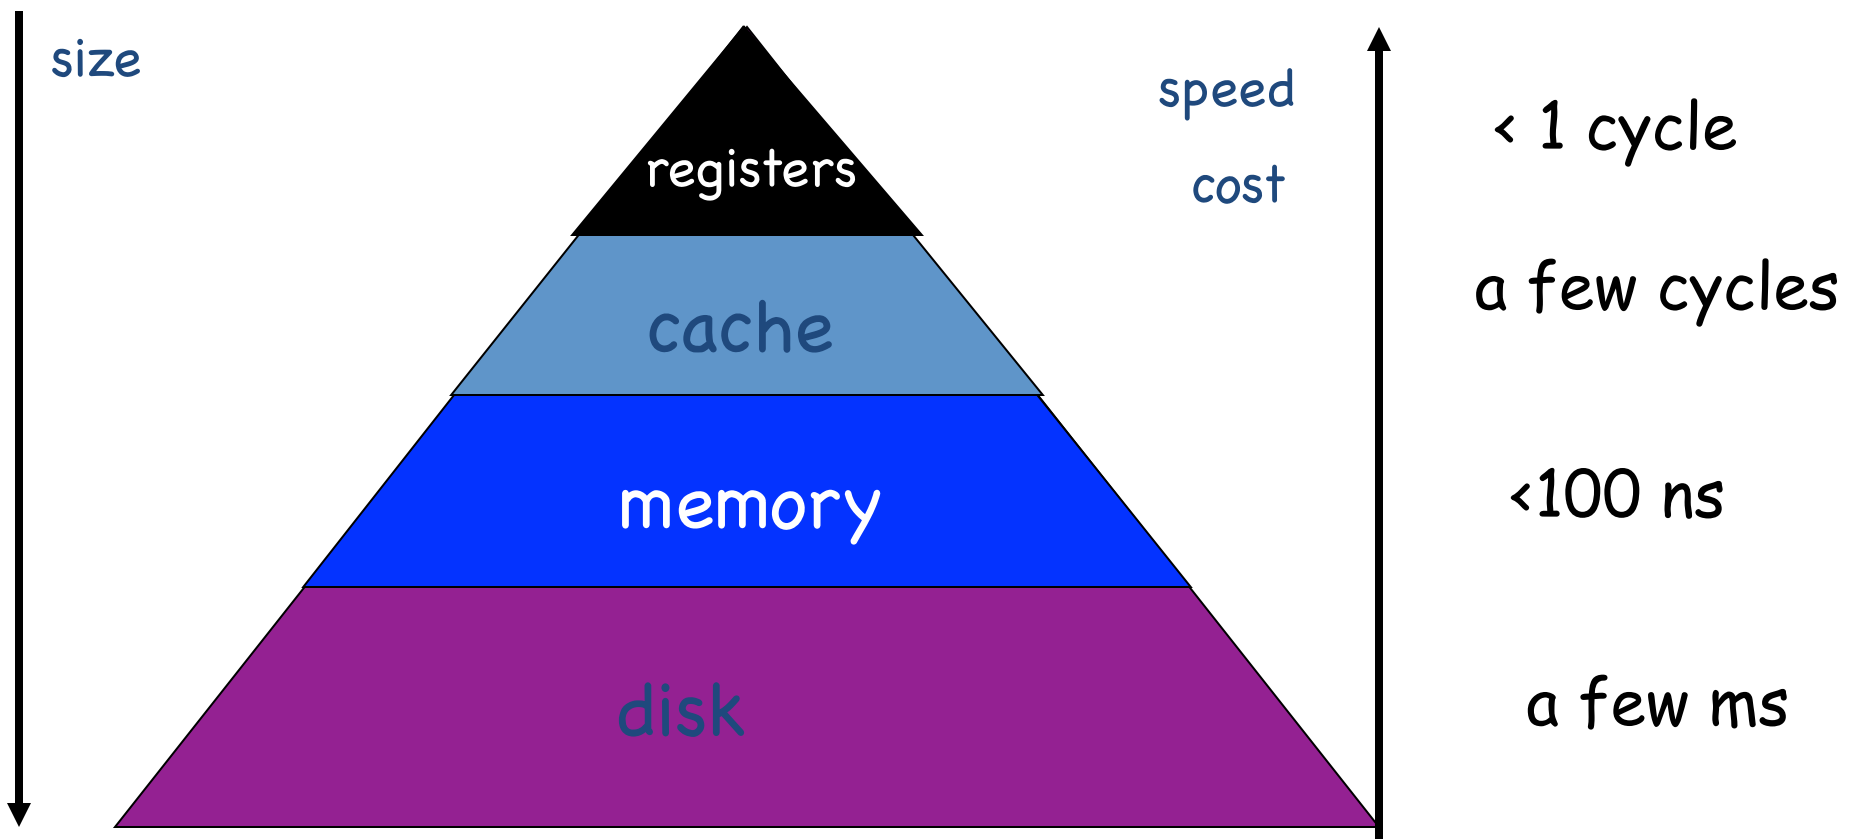 size
speed
cost
registers
< 1 cycle
cache
a few cycles
memory
<100 ns
disk
a few ms